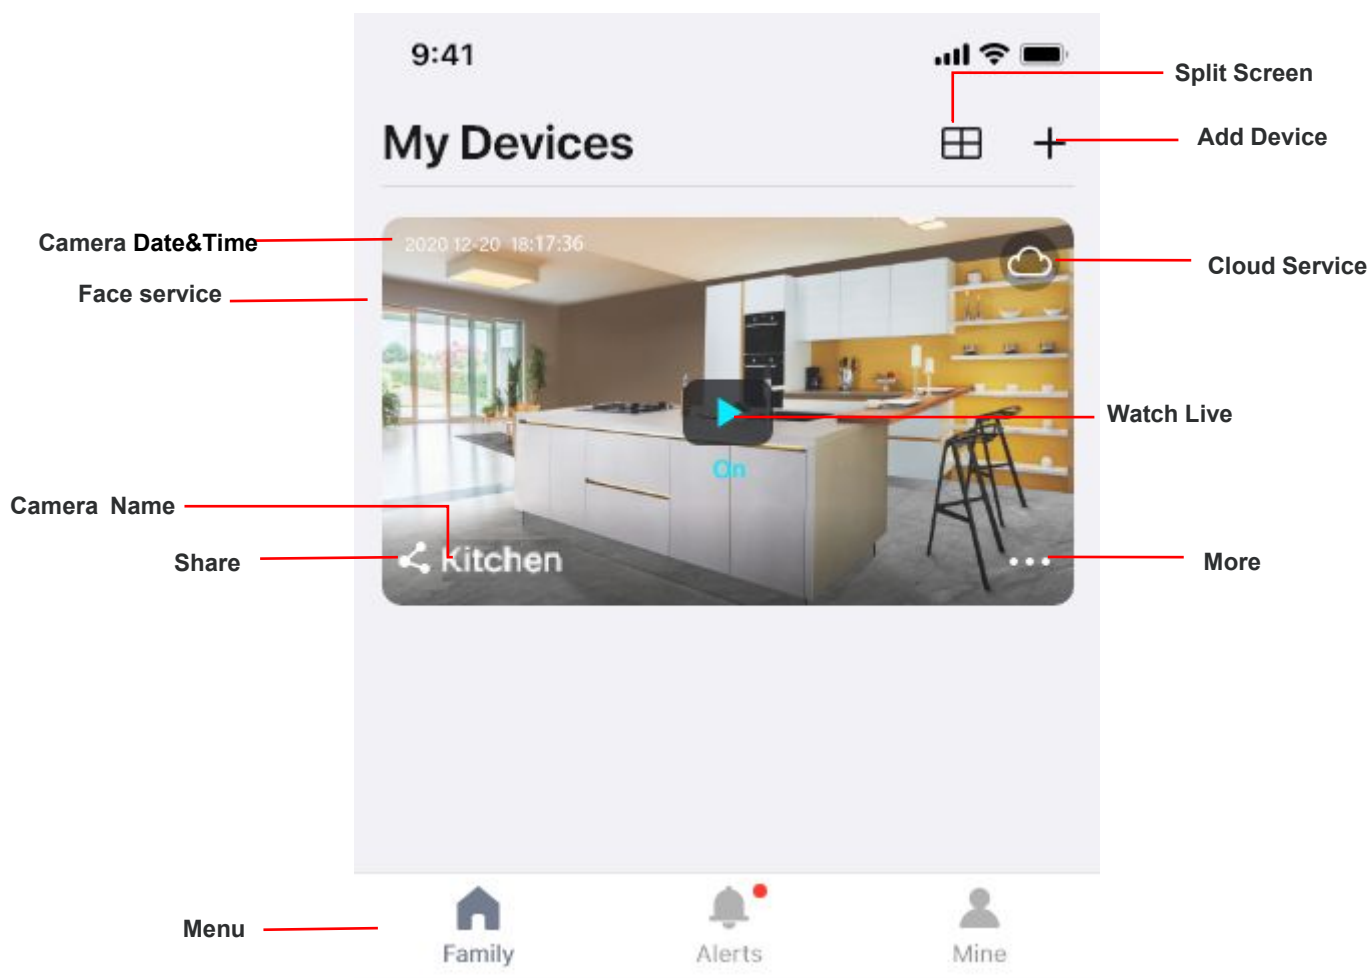 9:41
Split Screen
My Devices
Add Device
Camera Date&Time
2020 12-20 18:17:36
Cloud Service
Face service
Watch Live
On
Camera Name
Share
Kitchen
More
Menu
Family
Alerts
Mine